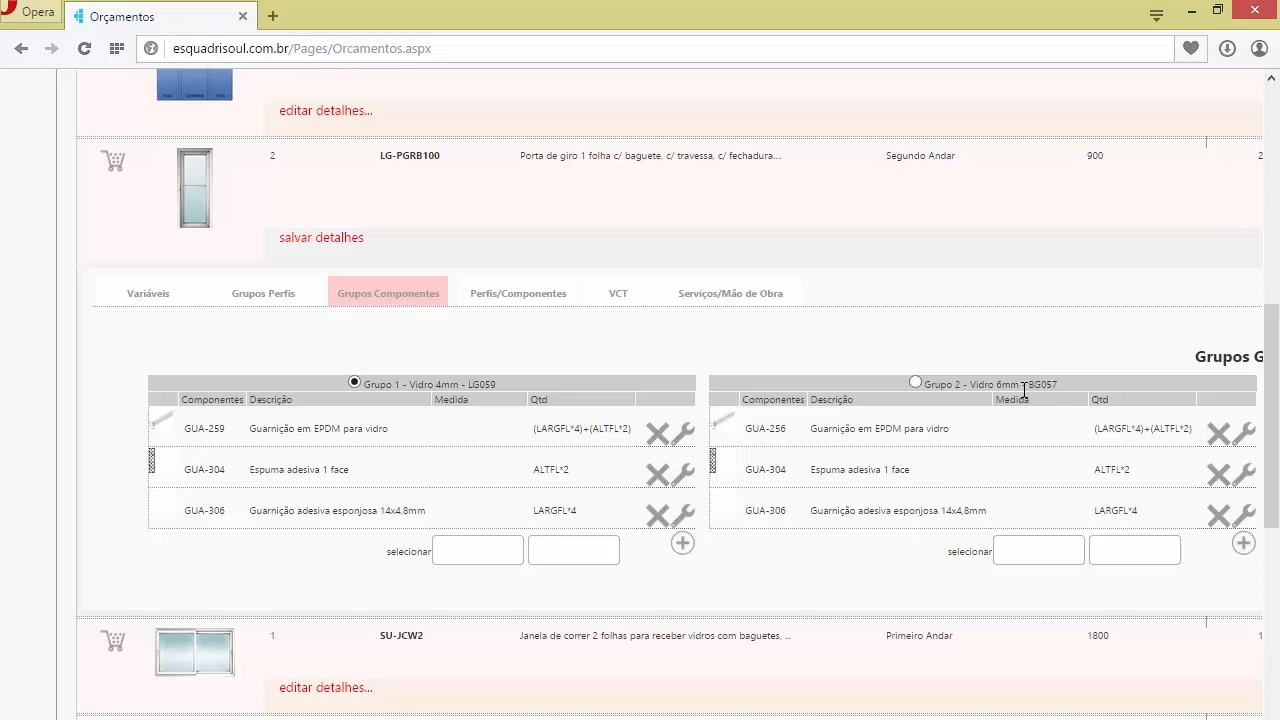 Opera
Orçamentos
esquadrisoul.com.br/Pages/Orcamentos.aspx
FIXO CORRER FIXO
editar detalhes...
2 LG-PGRB100 Porta de giro 1 folha c/ baguete, c/ travessa, c/ fechadura.... Segundo Andar 900 2
salvar detalhes
Variáveis Grupos Perfis Grupos Componentes Perfis/Componentes VCT Serviços/Mão de Obra
Grupos G
Grupo 1 - Vidro 4mm - LG059 Grupo 2 - Vidro 6mm - BG057
Componentes Descrição Medida Qtd Componentes Descrição Medida Qtd
GUA-259 Guarnição em EPDM para vidro (LARGFL*4)+(ALTFL*2) GUA-256 Guarnição em EPDM para vidro (LARGFL*4)+(ALTFL*2)
GUA-304 Espuma adesiva 1 face ALTFL*2 GUA-304 Espuma adesiva 1 face ALTFL*2
GUA-306 Guarnição adesiva esponjosa 14x4,8mm LARGFL*4 GUA-306 Guarnição adesiva esponjosa 14x4,8mm LARGFL*4
selecionar selecionar
1 SU-JCW2 Janela de correr 2 folhas para receber vidros com baguetes, ... Primeiro Andar 1800 1
editar detalhes...